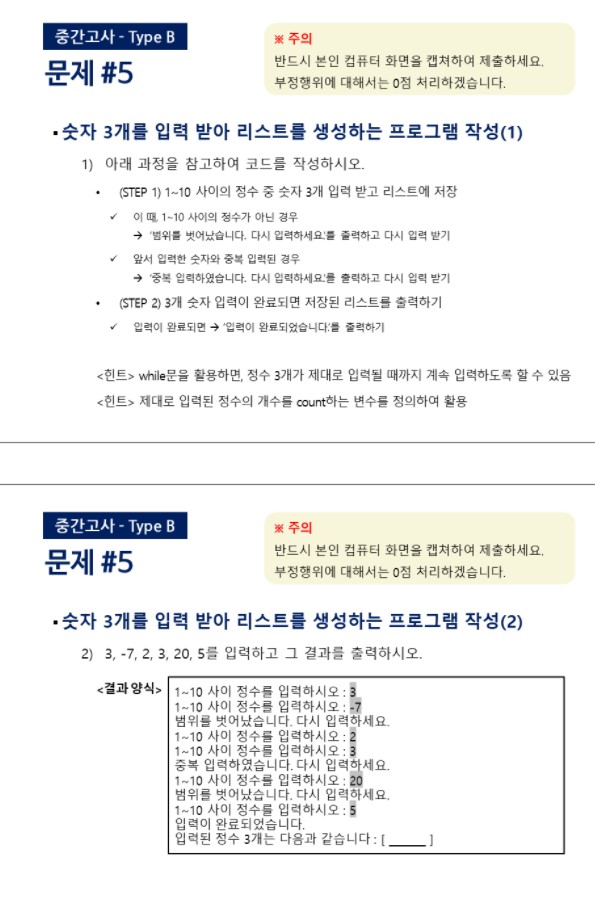 중간고사 - Type B
문제 #5
※ 주의
반드시 본인 컴퓨터 화면을 캡쳐하여 제출하세요.
부정행위에 대해서는 0점 처리하겠습니다.
▪ 숫자 3개를 입력 받아 리스트를 생성하는 프로그램 작성(1)
1) 아래 과정을 참고하여 코드를 작성하시오.
• (STEP 1) 1~10 사이의 정수 중 숫자 3개 입력 받고 리스트에 저장
✓ 이 때, 1~10 사이의 정수가 아닌 경우
→ '범위를 벗어났습니다. 다시 입력하세요.'를 출력하고 다시 입력 받기
✓ 앞서 입력한 숫자와 중복 입력된 경우
→ '중복 입력하였습니다. 다시 입력하세요.'를 출력하고 다시 입력 받기
• (STEP 2) 3개 숫자 입력이 완료되면 저장된 리스트를 출력하기
✓ 입력이 완료되면 → '입력이 완료되었습니다.'를 출력하기
<힌트> while문을 활용하면, 정수 3개가 제대로 입력될 때까지 계속 입력하도록 할 수 있음
<힌트> 제대로 입력된 정수의 개수를 count하는 변수를 정의하여 활용
중간고사 - Type B
문제 #5
※ 주의
반드시 본인 컴퓨터 화면을 캡쳐하여 제출하세요.
부정행위에 대해서는 0점 처리하겠습니다.
▪ 숫자 3개를 입력 받아 리스트를 생성하는 프로그램 작성(2)
2) 3, -7, 2, 3, 20, 5를 입력하고 그 결과를 출력하시오.
<결과 양식>
1~10 사이 정수를 입력하시오 : 3
1~10 사이 정수를 입력하시오 : -7
범위를 벗어났습니다. 다시 입력하세요.
1~10 사이 정수를 입력하시오 : 2
1~10 사이 정수를 입력하시오 : 3
중복 입력하였습니다. 다시 입력하세요.
1~10 사이 정수를 입력하시오 : 20
범위를 벗어났습니다. 다시 입력하세요.
1~10 사이 정수를 입력하시오 : 5
입력이 완료되었습니다.
입력된 정수 3개는 다음과 같습니다 : [ ______ ]